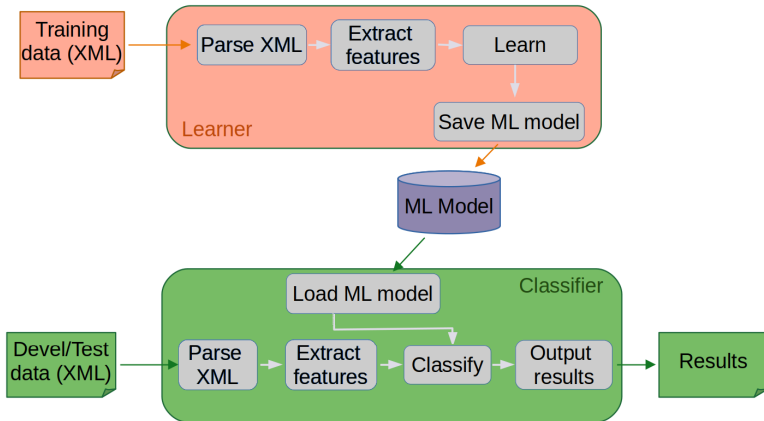 Training
data (XML)
Parse XML
Extract
features
Learn
Save ML model
Learner
ML Model
Load ML model
Classifier
Devel/Test
data (XML)
Parse
XML
Extract
features
Classify
Output
results
Results